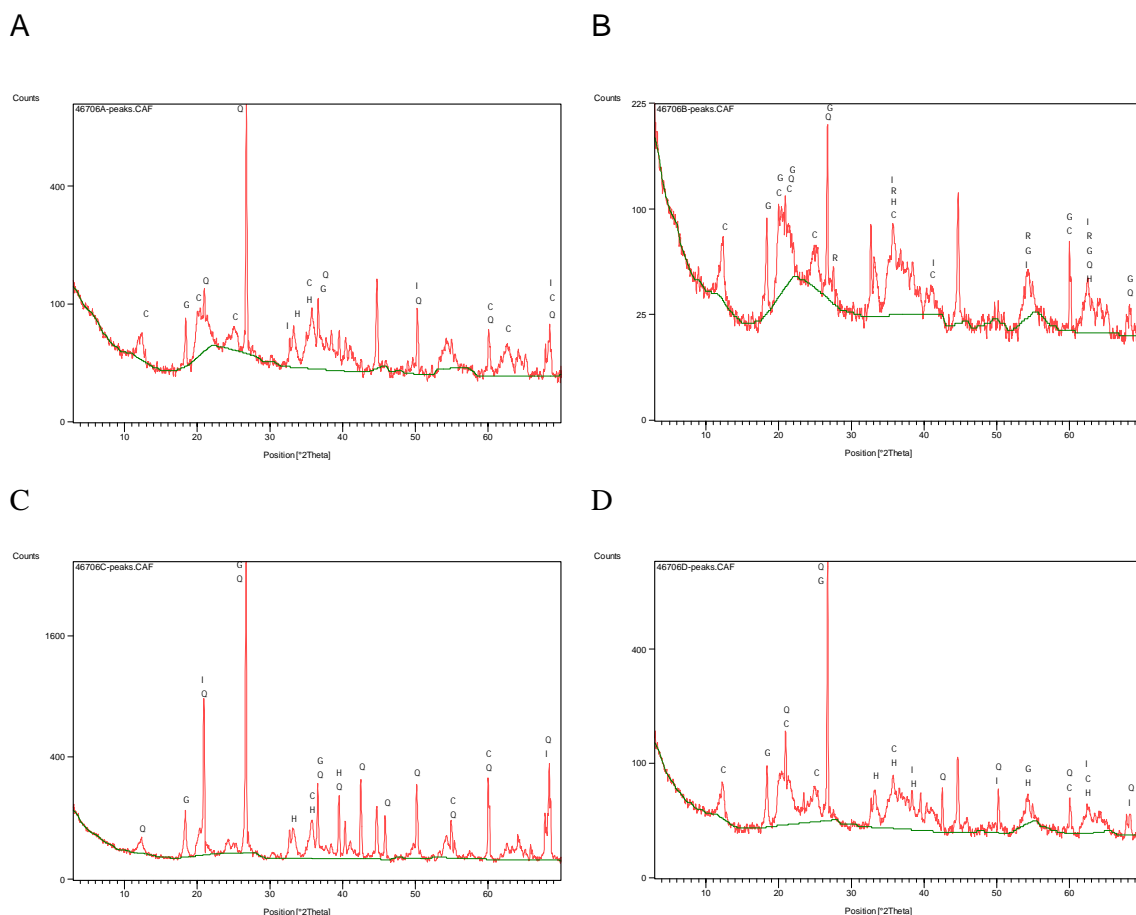 A
B
Counts
46706A-peaks.CAF
Q
400
C
Q
C
Q
C
G
C
H
Q
G
I
C
I
H
C
I
Q
C
Q
C
Q
100
0
10
20
30
40
50
60
Position [°2Theta]
Counts
225
46706B-peaks.CAF
G
Q
G
G
Q
I
C
C
R
H
C
C
G
C
R
I
C
R
G
I
G
C
I
R
G
Q
H
G
Q
100
25
0
10
20
30
40
50
60
Position [°2Theta]
C
D
Counts
46706C-peaks.CAF
G
Q
1600
I
Q
G
Q
H
C
H
G
Q
H
Q
Q
Q
Q
C
Q
C
Q
Q
I
400
0
10
20
30
40
50
60
Position [°2Theta]
Counts
46706D-peaks.CAF
Q
G
400
Q
C
C
G
C
H
C
H
I
H
Q
Q
I
G
H
Q
C
I
C
H
Q
I
100
0
10
20
30
40
50
60
Position [°2Theta]